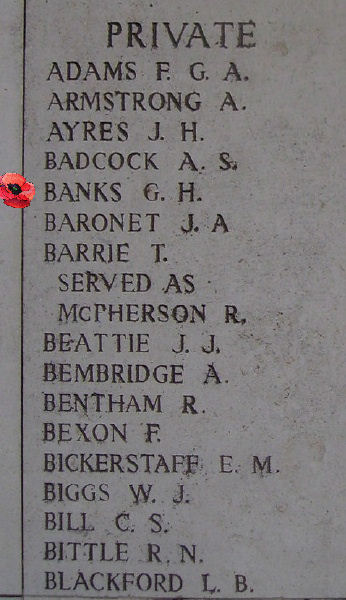 PRIVATE
ADAMS F. G. A.
ARMSTRONG A.
AYRES J. H.
BADCOCK A. S.
BANKS G. H.
BARONET J. A
BARRIE T.
SERVED AS
McPHERSON R.
BEATTIE J. J.
BEMBRIDGE A.
BENTHAM R.
BEXON F.
BICKERSTAFF E. M.
BIGGS W. J.
BILL C. S.
BITTLE R. N.
BLACKFORD L. B.